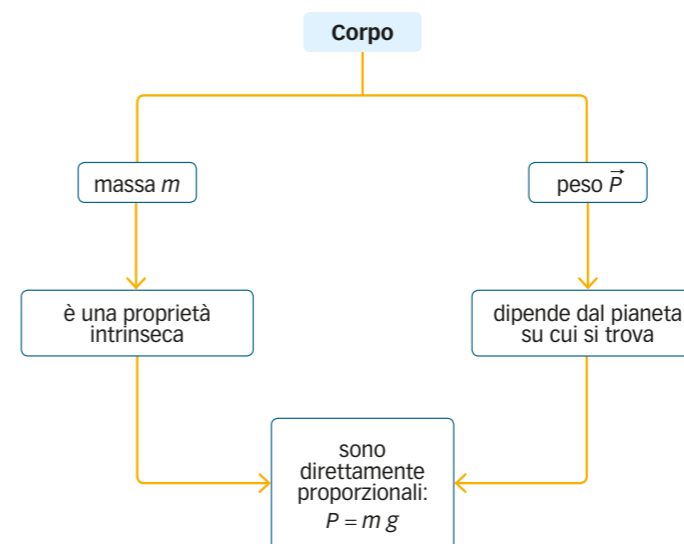 Corpo
massa m
peso P⃗
è una proprietà
intrinseca
dipende dal pianeta
su cui si trova
sono
direttamente
proporzionali:
P = m g